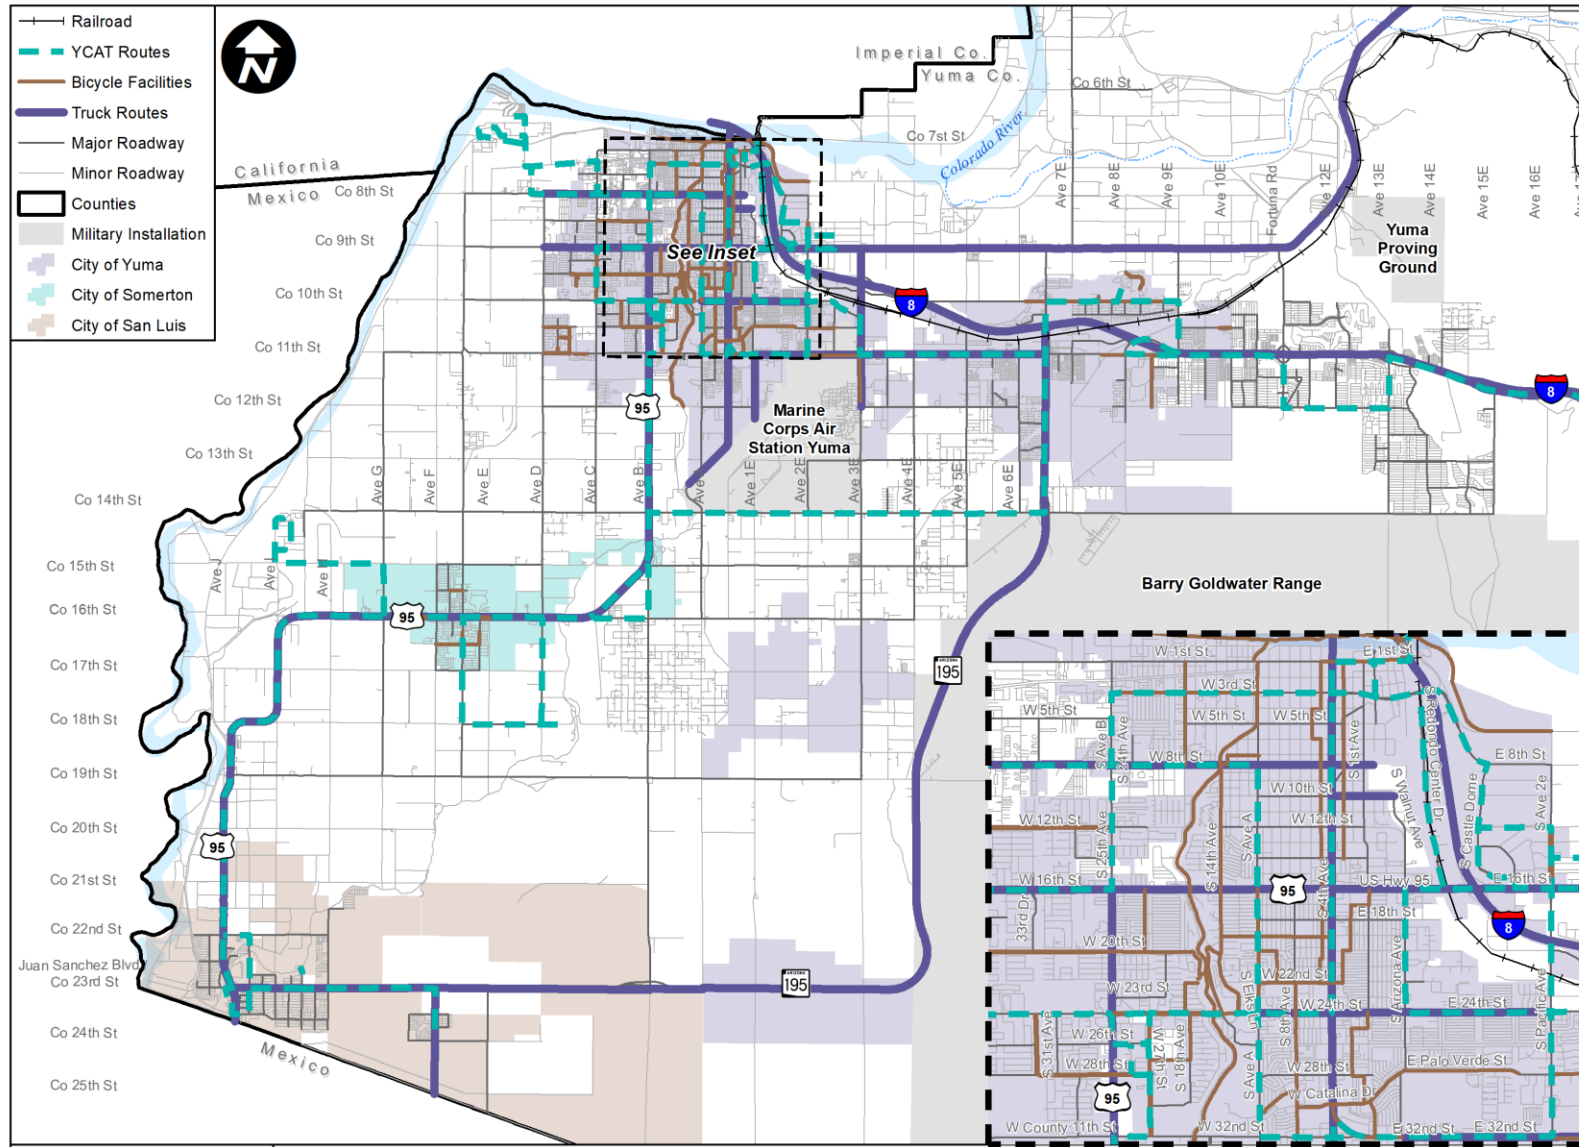 Railroad
YCAT Routes
Bicycle Facilities
Truck Routes
Major Roadway
Minor Roadway
Counties
Military Installation
City of Yuma
City of Somerton
City of San Luis
N
Imperial Co.
Yuma Co.
California
Mexico
Colorado River
Co 6th St
Co 7st St
Co 8th St
Co 9th St
Co 10th St
Co 11th St
Co 12th St
Co 13th St
Co 14th St
Co 15th St
Co 16th St
Co 17th St
Co 18th St
Co 19th St
Co 20th St
Co 21st St
Co 22nd St
Juan Sanchez Blvd
Co 23rd St
Co 24th St
Co 25th St
Mexico
Ave 7E
Ave 8E
Ave 9E
Ave 10E
Fortuna Rd
Ave 12E
Ave 13E
Ave 14E
Ave 15E
Ave 16E
See Inset
Yuma
Proving
Ground
Marine
Corps Air
Station Yuma
Barry Goldwater Range
8
8
95
95
95
ARIZONA
195
ARIZONA
195
Ave J
Ave G
Ave F
Ave E
Ave D
Ave C
Ave B
Ave 1E
Ave 2E
Ave 3E
Ave 4E
Ave 5E
Ave 6E
W 1st St
E 1st St
W 3rd St
W 5th St
W 5th St
W 5th St
S Ave B
S 24th Ave
S 1st Ave
S Redondo Center Dr
W 8th St
E 8th St
W 10th St
S Walnut Ave
S Castle Dome
S Ave 2e
W 12th St
W 12th St
S 25th Ave
S 14th Ave
S Ave A
S 4th Ave
W 16th St
US Hwy 95
E 16th St
95
8
33rd Dr
E 18th St
W 20th St
W 22nd St
W 23rd St
S Elks Ln
S 8th Ave
W 24th St
S Arizona Ave
E 24th St
S Pacific Ave
S 31st Ave
W 26th St
W 27th St
S 18th Ave
W 28th St
W 28th St
E Palo Verde St
S Ave A
W Catalina Dr
95
W County 11th St
W 32nd St
E 32nd St
E 32nd St